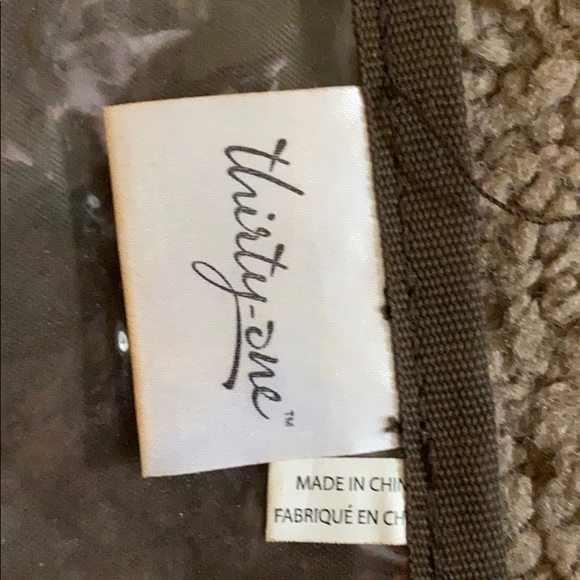 thirty-one™
MADE IN CHIN
FABRIQUÉ EN CH